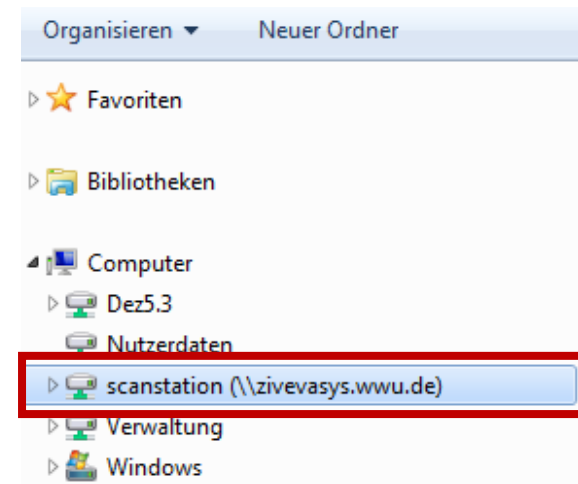 Organisieren Neuer Ordner
Favoriten
Bibliotheken
Computer
Dez5.3
Nutzerdaten
scanstation (\\zivevasys.wwu.de)
Verwaltung
Windows